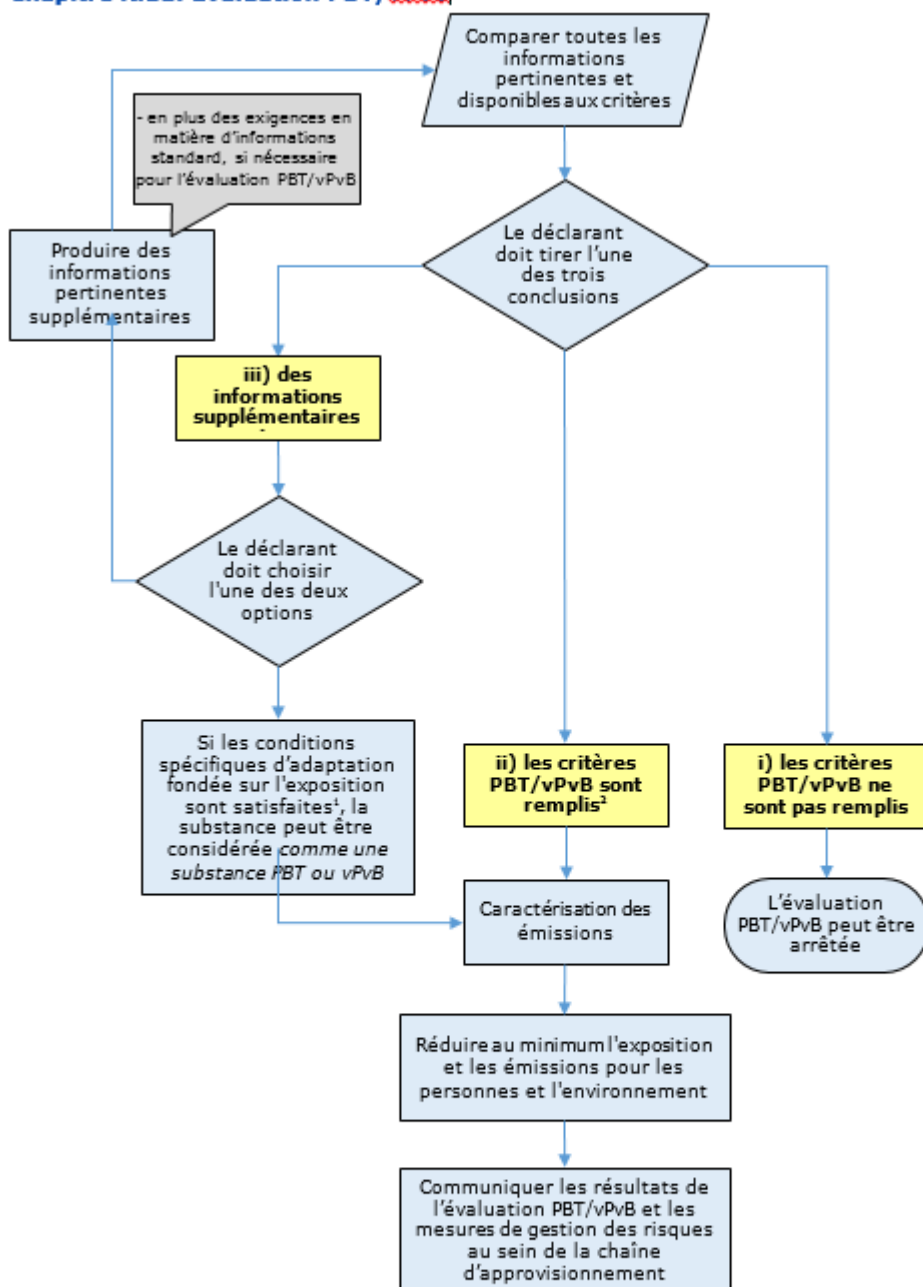 Comparer toutes les
informations
pertinentes et
disponibles aux critères
- en plus des exigences en
matière d'informations
standard, si nécessaire
pour l'évaluation PBT/vPvB
Produire des
informations
pertinentes
supplémentaires
Le déclarant
doit tirer l'une
des trois
conclusions
iii) des
informations
supplémentaires
Le déclarant
doit choisir
l'une des deux
options
Si les conditions
spécifiques d'adaptation
fondée sur l'exposition
sont satisfaites¹, la
substance peut être
considérée comme une
substance PBT ou vPvB
ii) les critères
PBT/vPvB sont
remplis²
i) les critères
PBT/vPvB ne
sont pas remplis
Caractérisation des
émissions
L'évaluation
PBT/vPvB peut être
arrêtée
Réduire au minimum l'exposition
et les émissions pour les
personnes et l'environnement
Communiquer les résultats de
l'évaluation PBT/vPvB et les
mesures de gestion des risques
au sein de la chaîne
d'approvisionnement